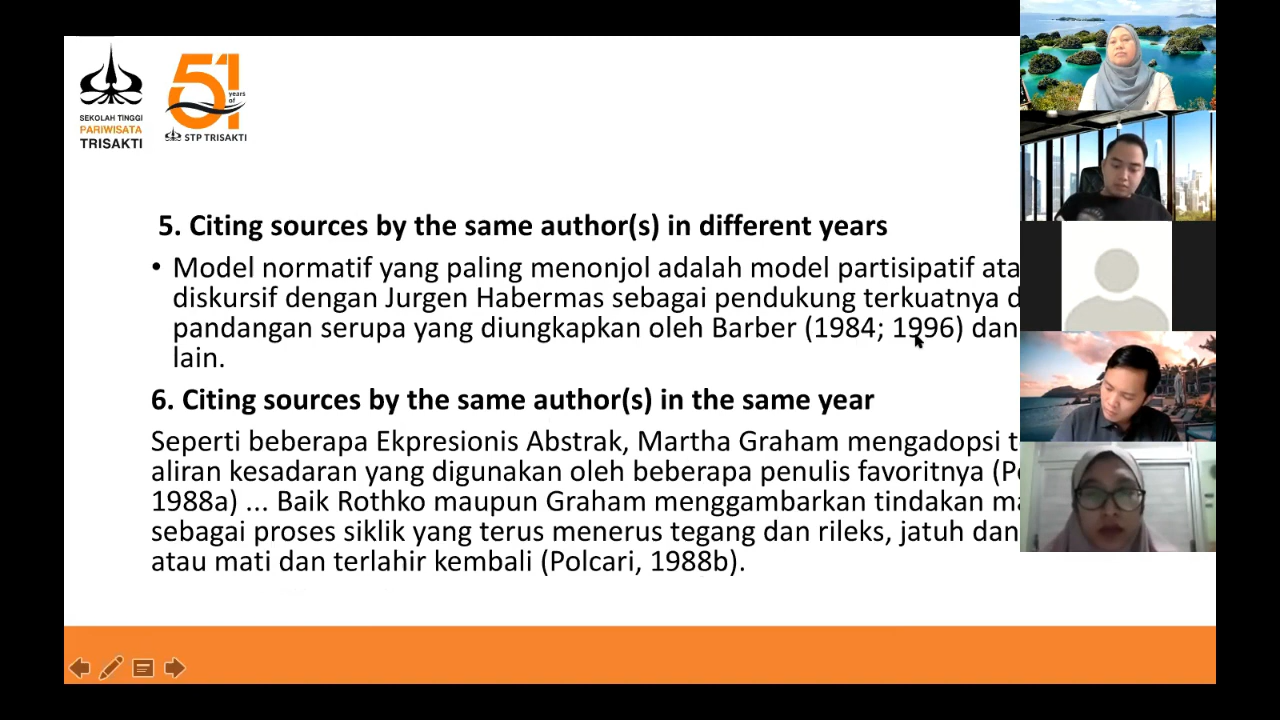 SEKOLAH TINGGI
PARIWISATA
TRISAKTI
51
years
of
STP TRISAKTI
5. Citing sources by the same author(s) in different years
• Model normatif yang paling menonjol adalah model partisipatif
diskursif dengan Jurgen Habermas sebagai pendukung terkuatnya
pandangan serupa yang diungkapkan oleh Barber (1984; 1996) dan
lain.
6. Citing sources by the same author(s) in the same year
Seperti beberapa Ekpresionis Abstrak, Martha Graham mengadopsi
aliran kesadaran yang digunakan oleh beberapa penulis favoritnya
1988a) ... Baik Rothko maupun Graham menggambarkan tindakan
sebagai proses siklik yang terus menerus tegang dan rileks, jatuh dan
atau mati dan terlahir kembali (Polcari, 1988b).